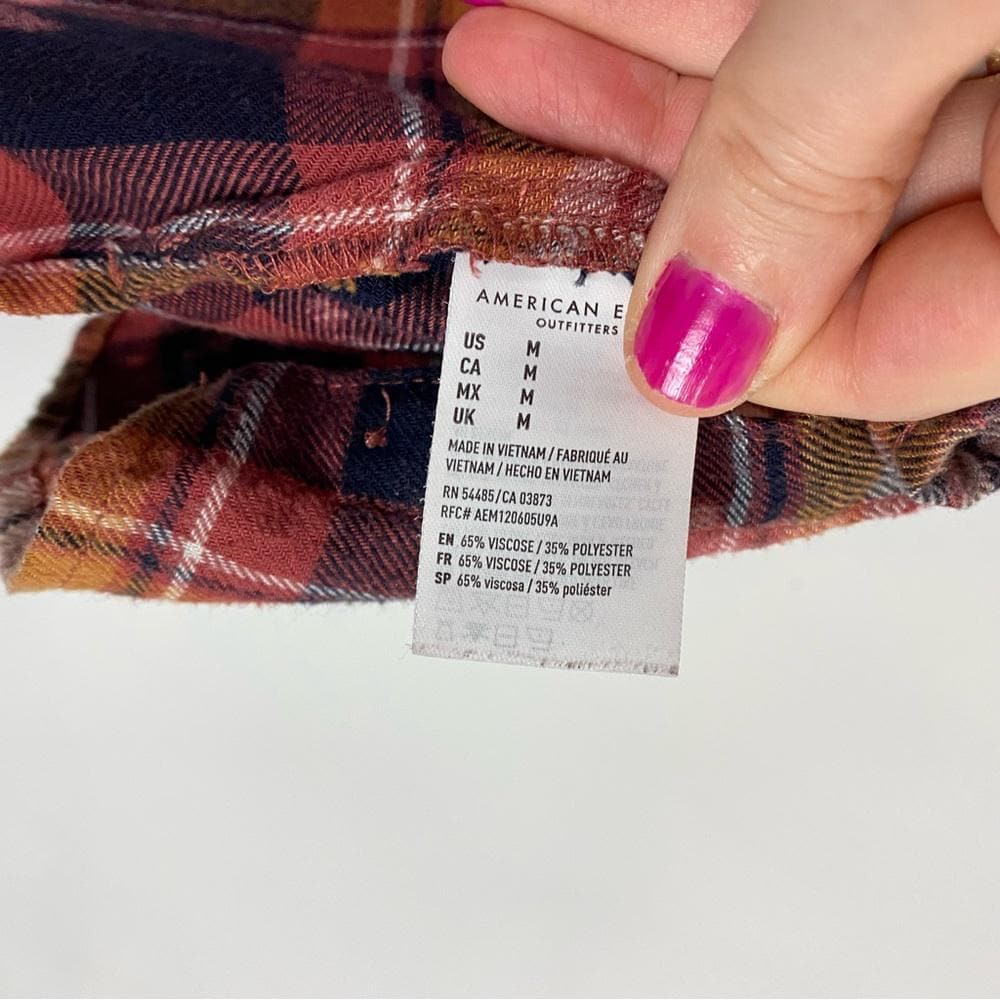 AMERICAN E
OUTFITTERS
US M
CA M
MX M
UK M
MADE IN VIETNAM / FABRIQUÉ AU
VIETNAM / HECHO EN VIETNAM
RN 54485/CA 03873
RFC# AEM120605U9A
EN 65% VISCOSE / 35% POLYESTER
FR 65% VISCOSE / 35% POLYESTER
SP 65% viscosa / 35% poliéster